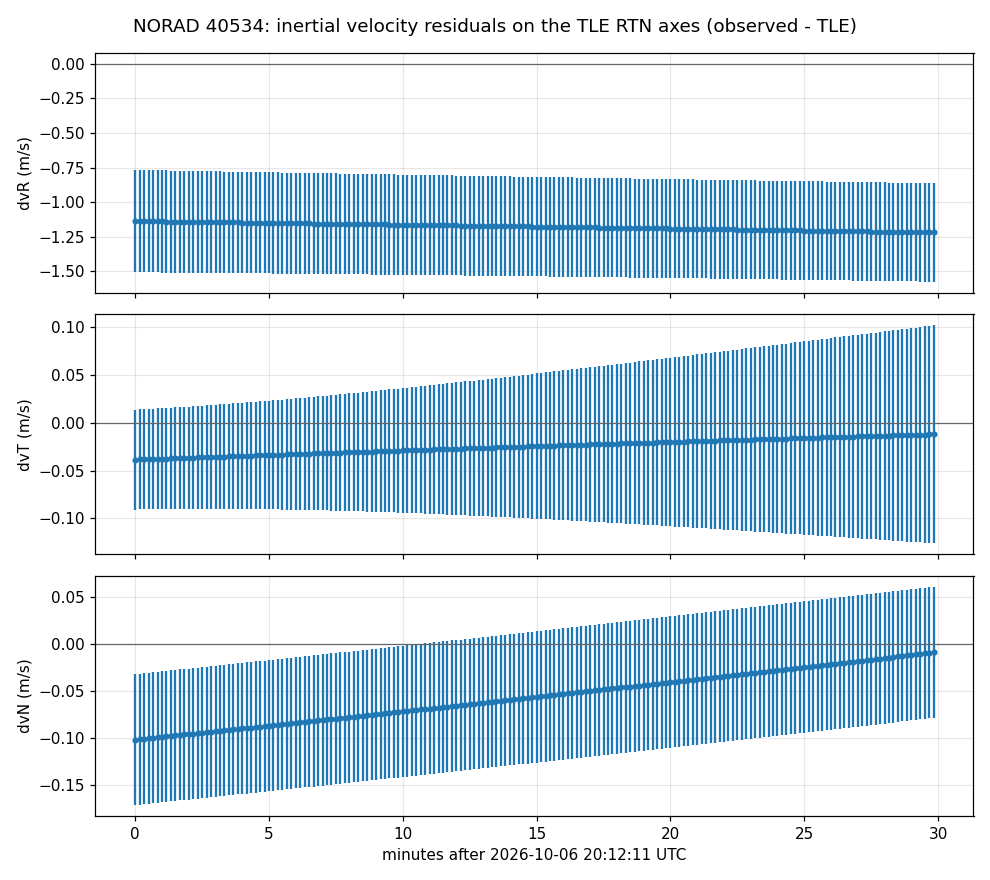 NORAD 40534: inertial velocity residuals on the TLE RTN axes (observed - TLE)
dvR (m/s)
0.00
−0.25
−0.50
−0.75
−1.00
−1.25
−1.50
dvT (m/s)
0.10
0.05
0.00
−0.05
−0.10
dvN (m/s)
0.05
0.00
−0.05
−0.10
−0.15
0 5 10 15 20 25 30
minutes after 2026-10-06 20:12:11 UTC